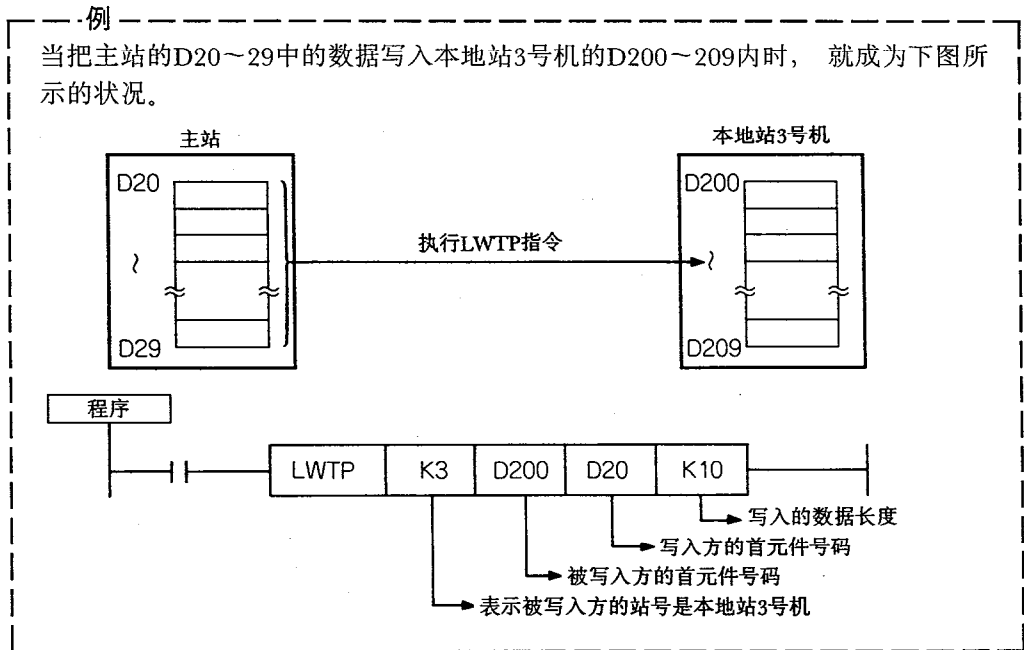 例
当把主站的D20～29中的数据写入本地站3号机的D200～209内时， 就成为下图所
示的状况。
主站
本地站3号机
D20
D200
执行LWTP指令
～
～
D29
D209
程序
LWTP K3 D200 D20 K10
写入的数据长度
写入方的首元件号码
被写入方的首元件号码
表示被写入方的站号是本地站3号机